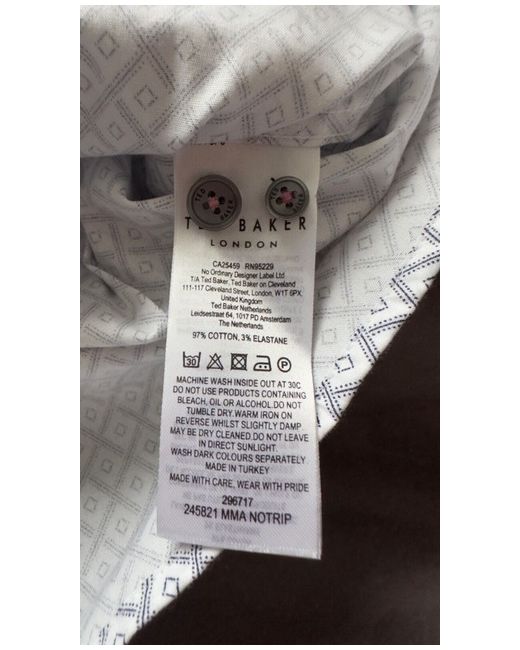 TED BAKER
TED BAKER
T BAKER
LONDON
CA25459 RN95229
No Ordinary Designer Label Ltd
T/A Ted Baker, Ted Baker on Cleveland
111-117 Cleveland Street, London, W1T 6PX,
United Kingdom
Ted Baker Netherlands
Leidsestraat 64, 1017 PD Amsterdam
The Netherlands
97% COTTON, 3% ELASTANE
30 P
MACHINE WASH INSIDE OUT AT 30C
DO NOT USE PRODUCTS CONTAINING
BLEACH, OIL OR ALCOHOL.DO NOT
TUMBLE DRY.WARM IRON ON
REVERSE WHILST SLIGHTLY DAMP
MAY BE DRY CLEANED.DO NOT LEAVE
IN DIRECT SUNLIGHT.
WASH DARK COLOURS SEPARATELY
MADE IN TURKEY
MADE WITH CARE, WEAR WITH PRIDE
296717
245821 MMA NOTRIP